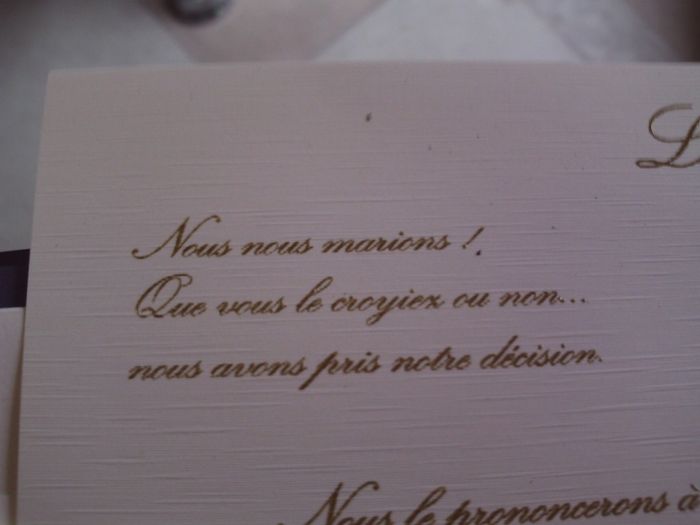 L
Nous nous marions !
Que vous le croyiez ou non...
nous avons pris notre décision.
Nous le prononcerons à